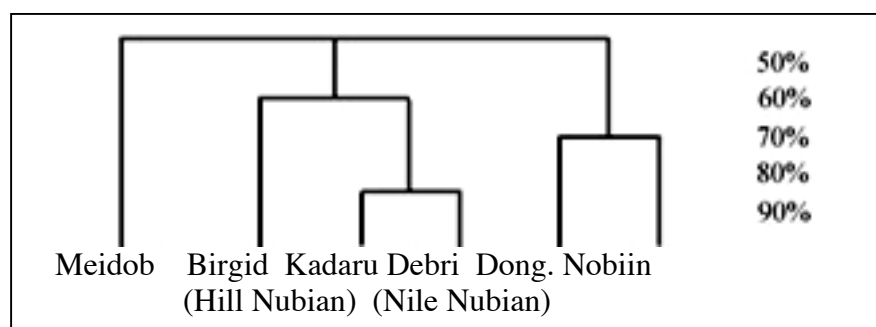 50%
60%
70%
80%
90%
Meidob Birgid Kadaru Debri Dong. Nobiin
(Hill Nubian) (Nile Nubian)